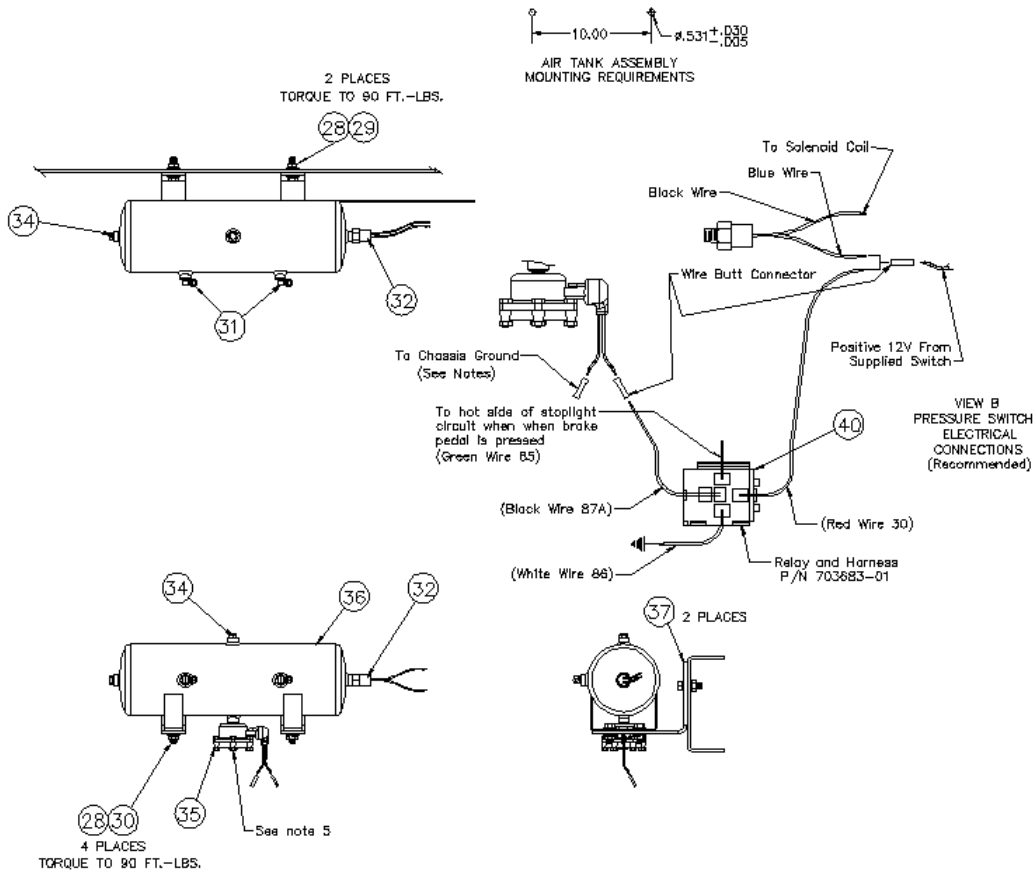 10.00
ø.531+.030
-.005
AIR TANK ASSEMBLY
MOUNTING REQUIREMENTS
2 PLACES
TORQUE TO 90 FT.-LBS.
28 29
34
32
31
To Solenoid Coil
Blue Wire
Black Wire
Wire Butt Connector
Positive 12V From
Supplied Switch
To Chassis Ground
(See Notes)
To hot side of stoplight
circuit when when brake
pedal is pressed
(Green Wire 85)
40
VIEW B
PRESSURE SWITCH
ELECTRICAL
CONNECTIONS
(Recommended)
(Black Wire 87A)
(Red Wire 30)
(White Wire 86)
Relay and Harness
P/N 703683-01
34
36
32
37 2 PLACES
28 30
35
See note 5
4 PLACES
TORQUE TO 90 FT.-LBS.